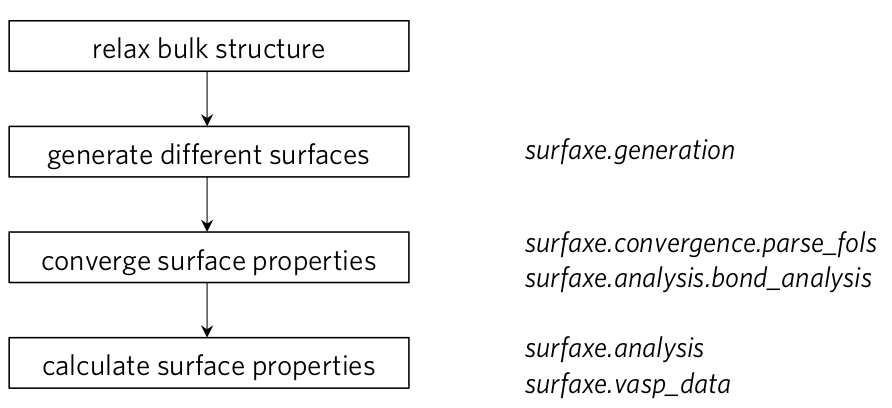 relax bulk structure
generate different surfaces
surfaxe.generation
converge surface properties
surfaxe.convergence.parse_fols
surfaxe.analysis.bond_analysis
calculate surface properties
surfaxe.analysis
surfaxe.vasp_data